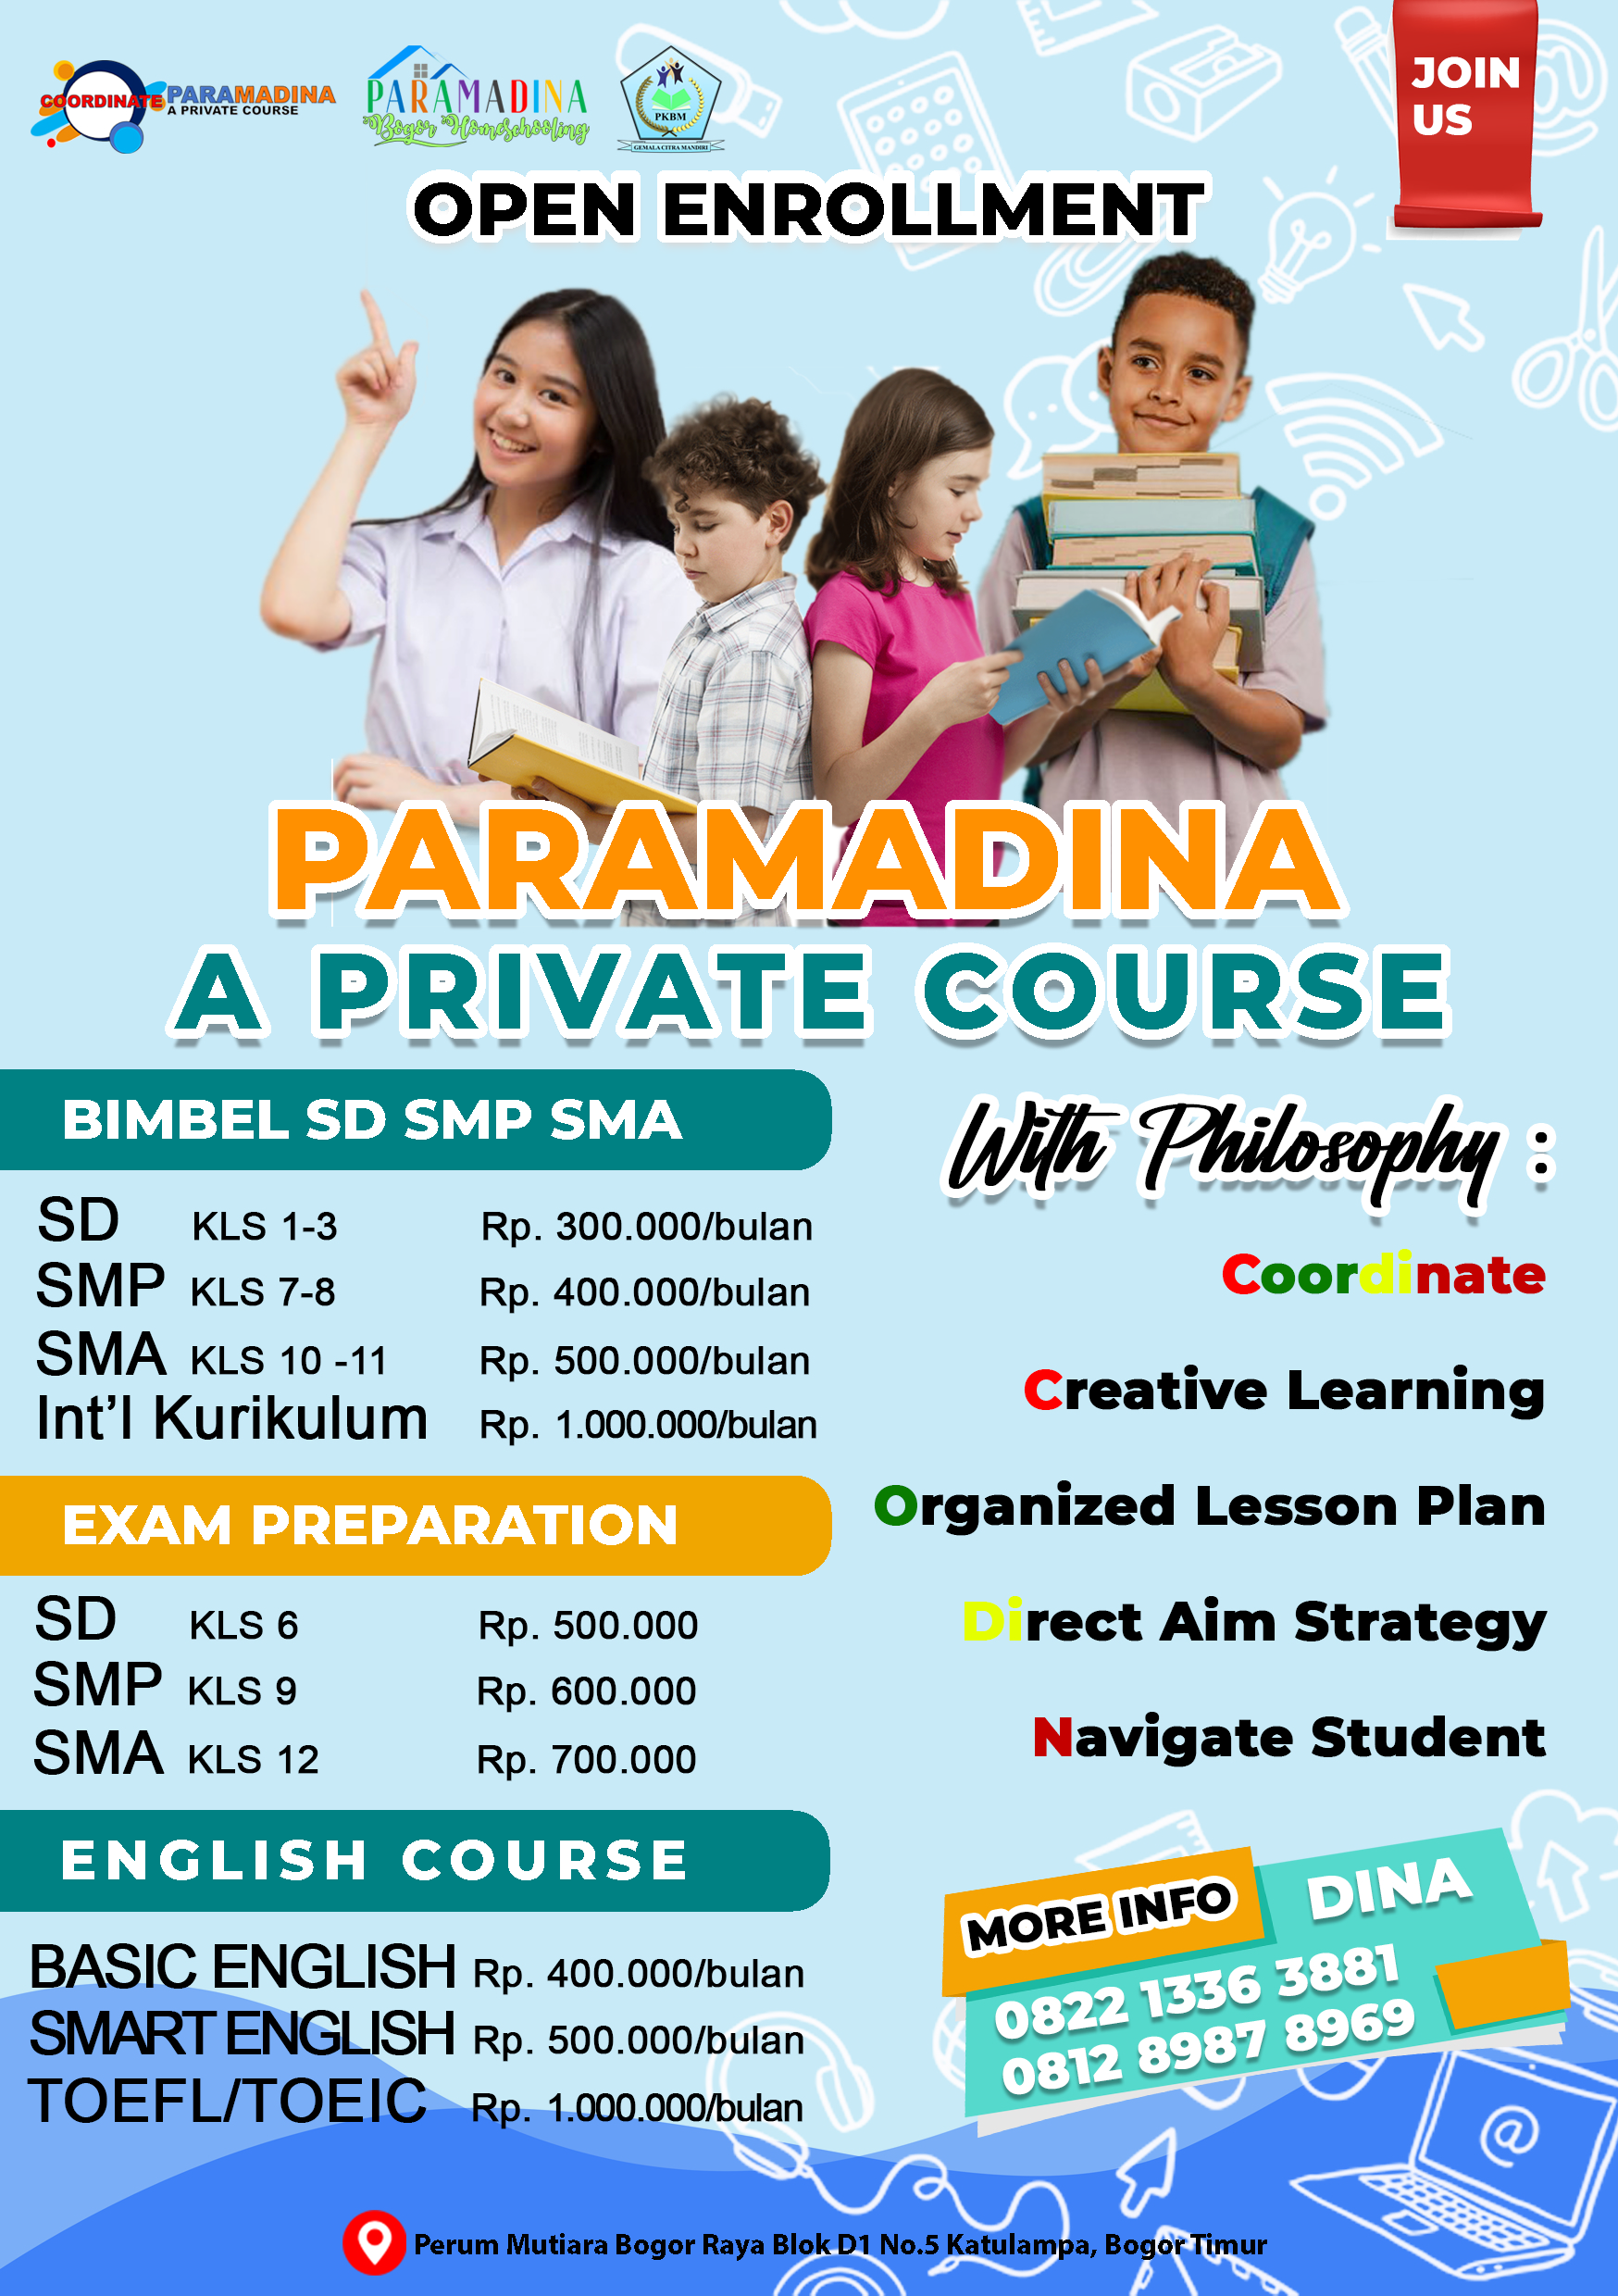 COORDINATE PARAMADINA
A PRIVATE COURSE
PARAMADINA
Bogor Homeschooling
PKBM
GEMALA CITRA MANDIRI
JOIN
US
OPEN ENROLLMENT
PARAMADINA
A PRIVATE COURSE
BIMBEL SD SMP SMA
SD KLS 1-3 Rp. 300.000/bulan
SMP KLS 7-8 Rp. 400.000/bulan
SMA KLS 10 -11 Rp. 500.000/bulan
Int'l Kurikulum Rp. 1.000.000/bulan
EXAM PREPARATION
SD KLS 6 Rp. 500.000
SMP KLS 9 Rp. 600.000
SMA KLS 12 Rp. 700.000
ENGLISH COURSE
BASIC ENGLISH Rp. 400.000/bulan
SMART ENGLISH Rp. 500.000/bulan
TOEFL/TOEIC Rp. 1.000.000/bulan
With Philosophy :
Coordinate
Creative Learning
Organized Lesson Plan
Direct Aim Strategy
Navigate Student
MORE INFO DINA
0822 1336 3881
0812 8987 8969
Perum Mutiara Bogor Raya Blok D1 No.5 Katulampa, Bogor Timur